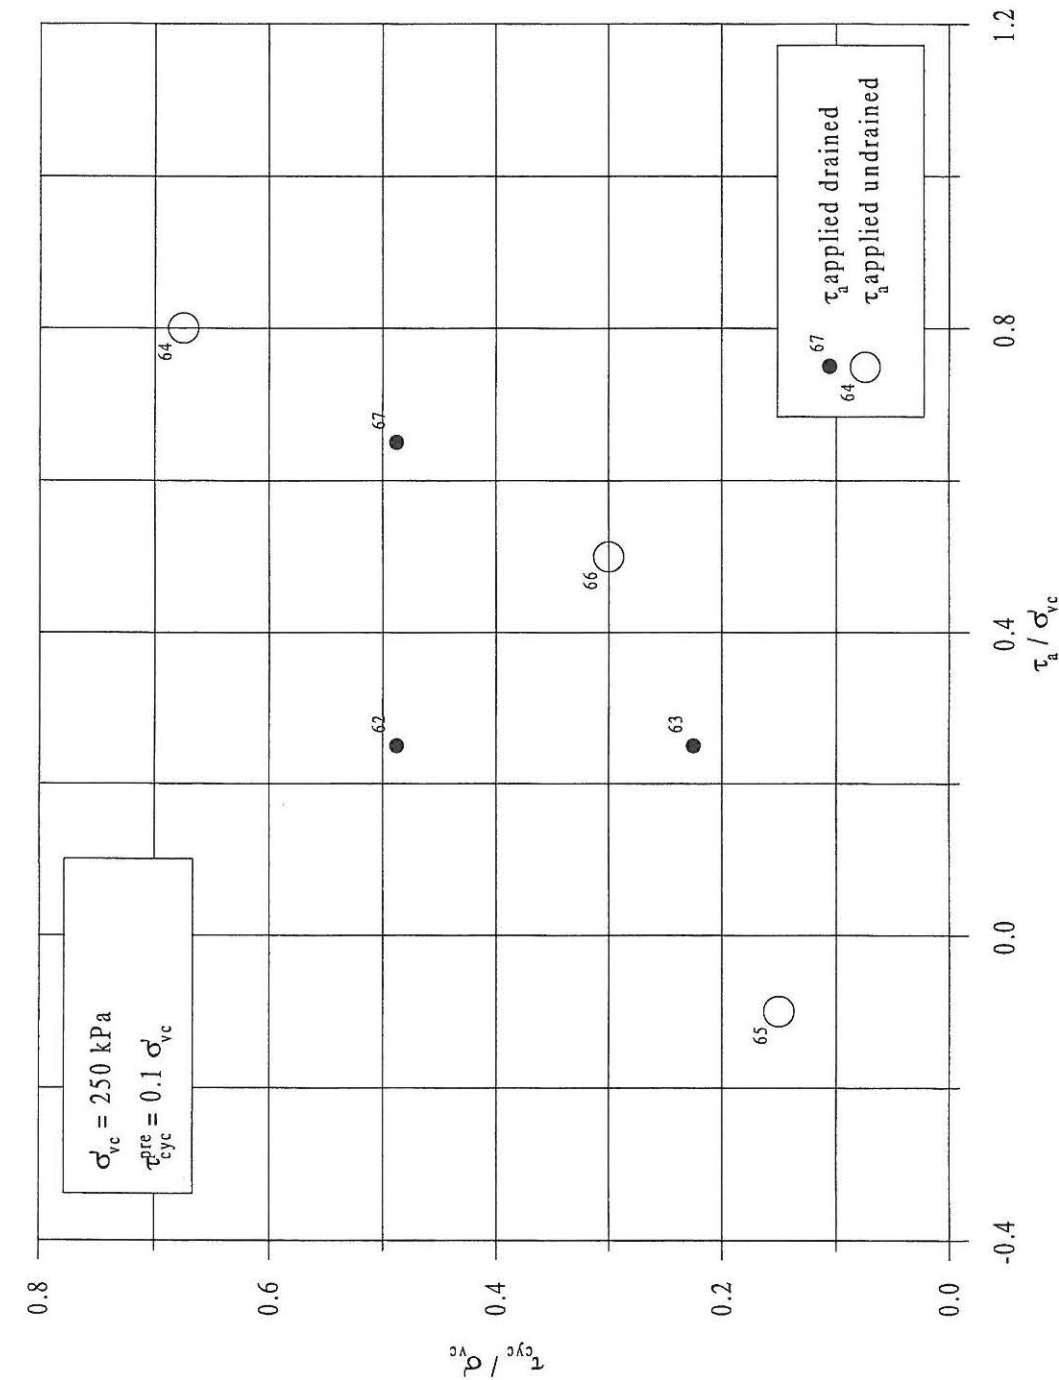 0.8
0.6
0.4
0.2
0.0
τcyc / σ'vc
σ'vc = 250 kPa
τcyc^pre = 0.1 σ'vc
64
67
62
66
63
65
67 τa applied drained
64 τa applied undrained
-0.4
0.0
0.4
0.8
1.2
τa / σ'vc